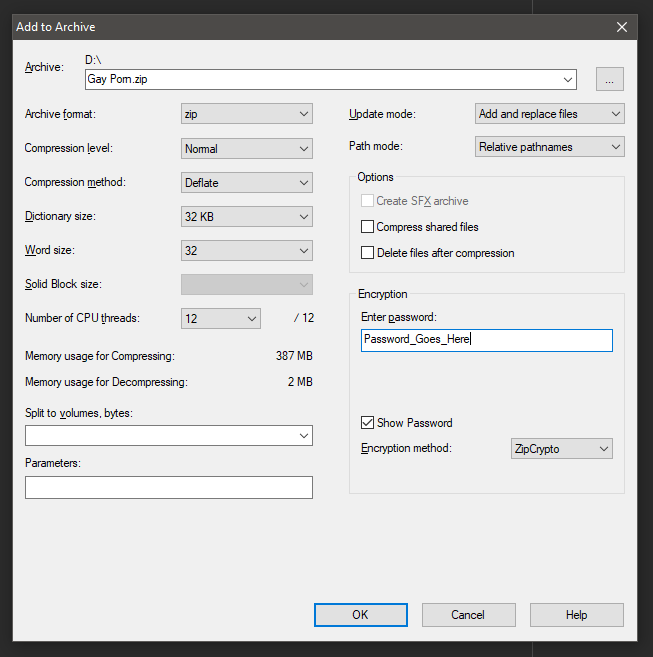 Add to Archive
Archive:
D:\
Gay Porn.zip
...
Archive format:
zip
Compression level:
Normal
Compression method:
Deflate
Dictionary size:
32 KB
Word size:
32
Solid Block size:
Number of CPU threads:
12
/ 12
Memory usage for Compressing:
387 MB
Memory usage for Decompressing:
2 MB
Split to volumes, bytes:
Parameters:
Update mode:
Add and replace files
Path mode:
Relative pathnames
Options
Create SFX archive
Compress shared files
Delete files after compression
Encryption
Enter password:
Password_Goes_Here
Show Password
Encryption method:
ZipCrypto
OK
Cancel
Help